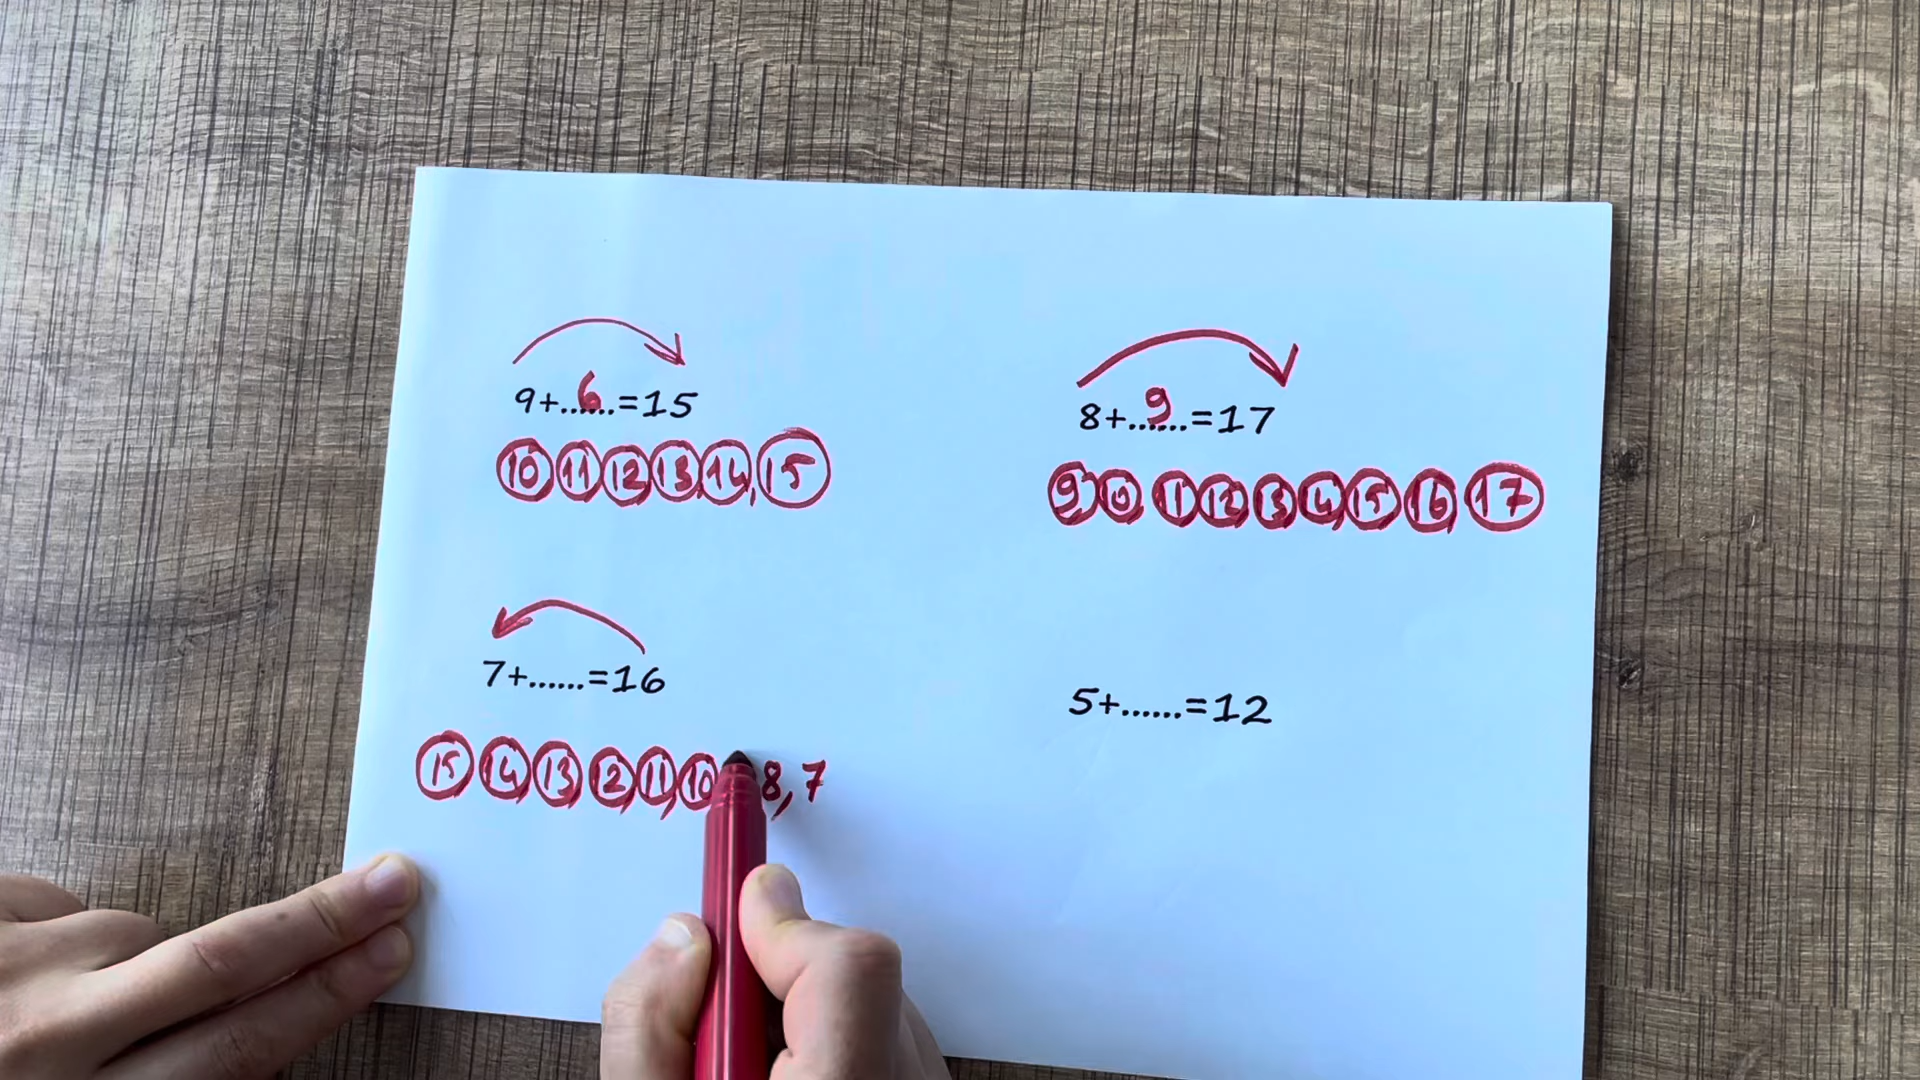 9+...6...=15
10 11 12, 13, 14, 15
8+...9...=17
9, 10, 11, 12, 13, 14, 15, 16, 17
7+......=16
15 14, 13, 12, 11, 10 8, 7
5+......=12